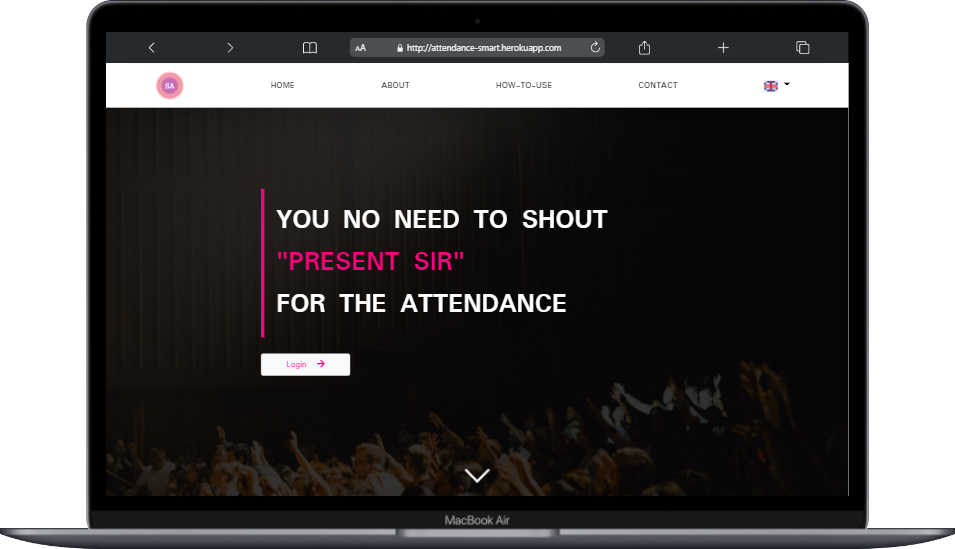 AA http://attendance-smart.herokuapp.com
SA HOME ABOUT HOW-TO-USE CONTACT
YOU NO NEED TO SHOUT
"PRESENT SIR"
FOR THE ATTENDANCE
Login
MacBook Air